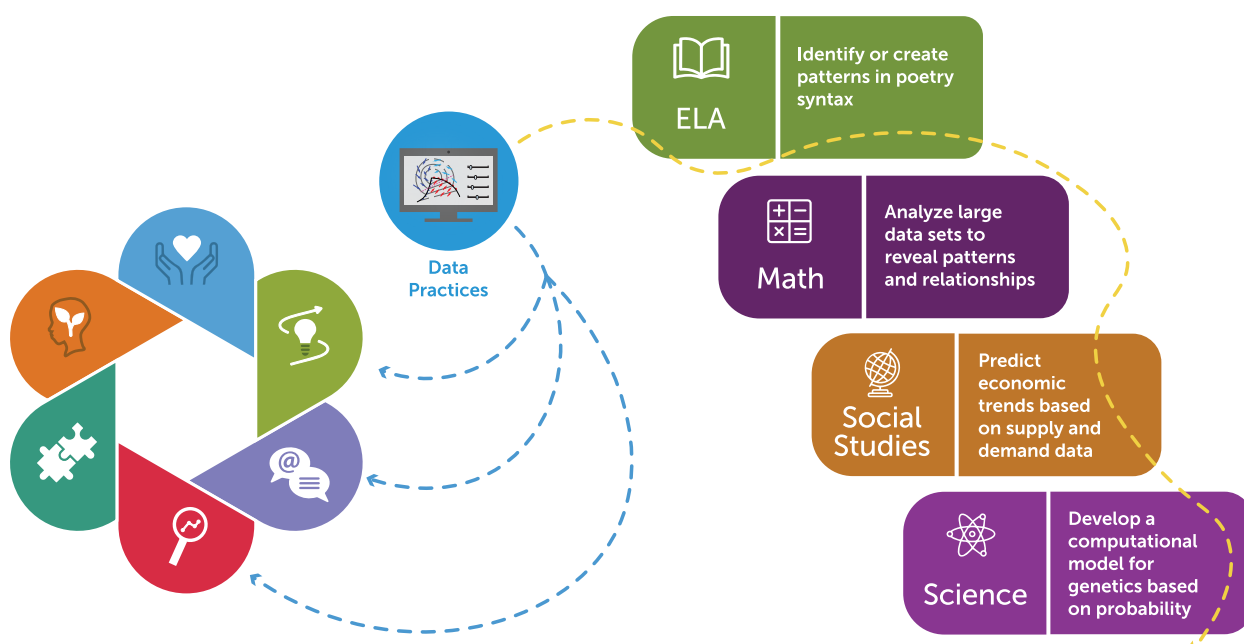 Data
Practices
ELA
Identify or create
patterns in poetry
syntax
Math
Analyze large
data sets to
reveal patterns
and relationships
Social
Studies
Predict
economic
trends based
on supply and
demand data
Science
Develop a
computational
model for
genetics based
on probability
@